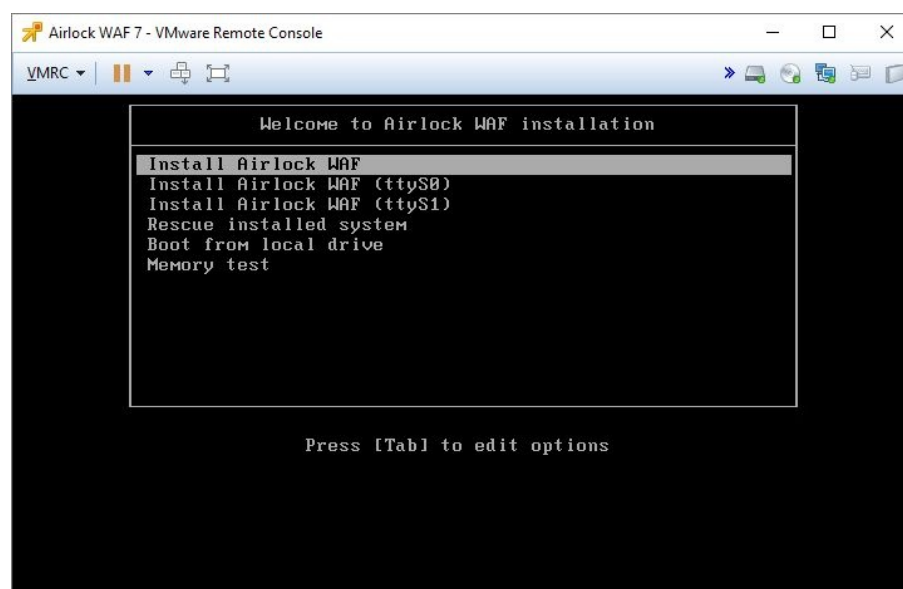 Airlock WAF 7 - VMware Remote Console
VMRC
Welcome to Airlock WAF installation
Install Airlock WAF
Install Airlock WAF (ttyS0)
Install Airlock WAF (ttyS1)
Rescue installed system
Boot from local drive
Memory test
Press [Tab] to edit options